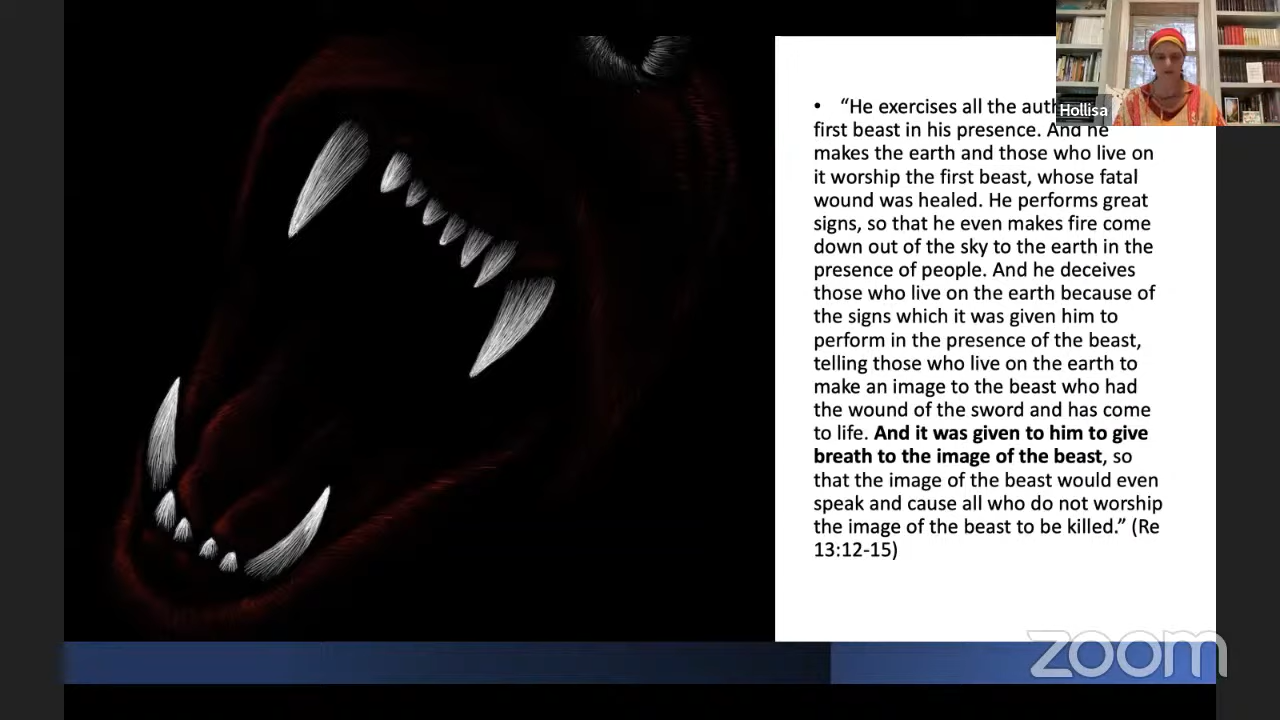 Hollisa
• “He exercises all the
first beast in his presence. And he
makes the earth and those who live on
it worship the first beast, whose fatal
wound was healed. He performs great
signs, so that he even makes fire come
down out of the sky to the earth in the
presence of people. And he deceives
those who live on the earth because of
the signs which it was given him to
perform in the presence of the beast,
telling those who live on the earth to
make an image to the beast who had
the wound of the sword and has come
to life. And it was given to him to give
breath to the image of the beast, so
that the image of the beast would even
speak and cause all who do not worship
the image of the beast to be killed.” (Re
13:12-15)
zoom